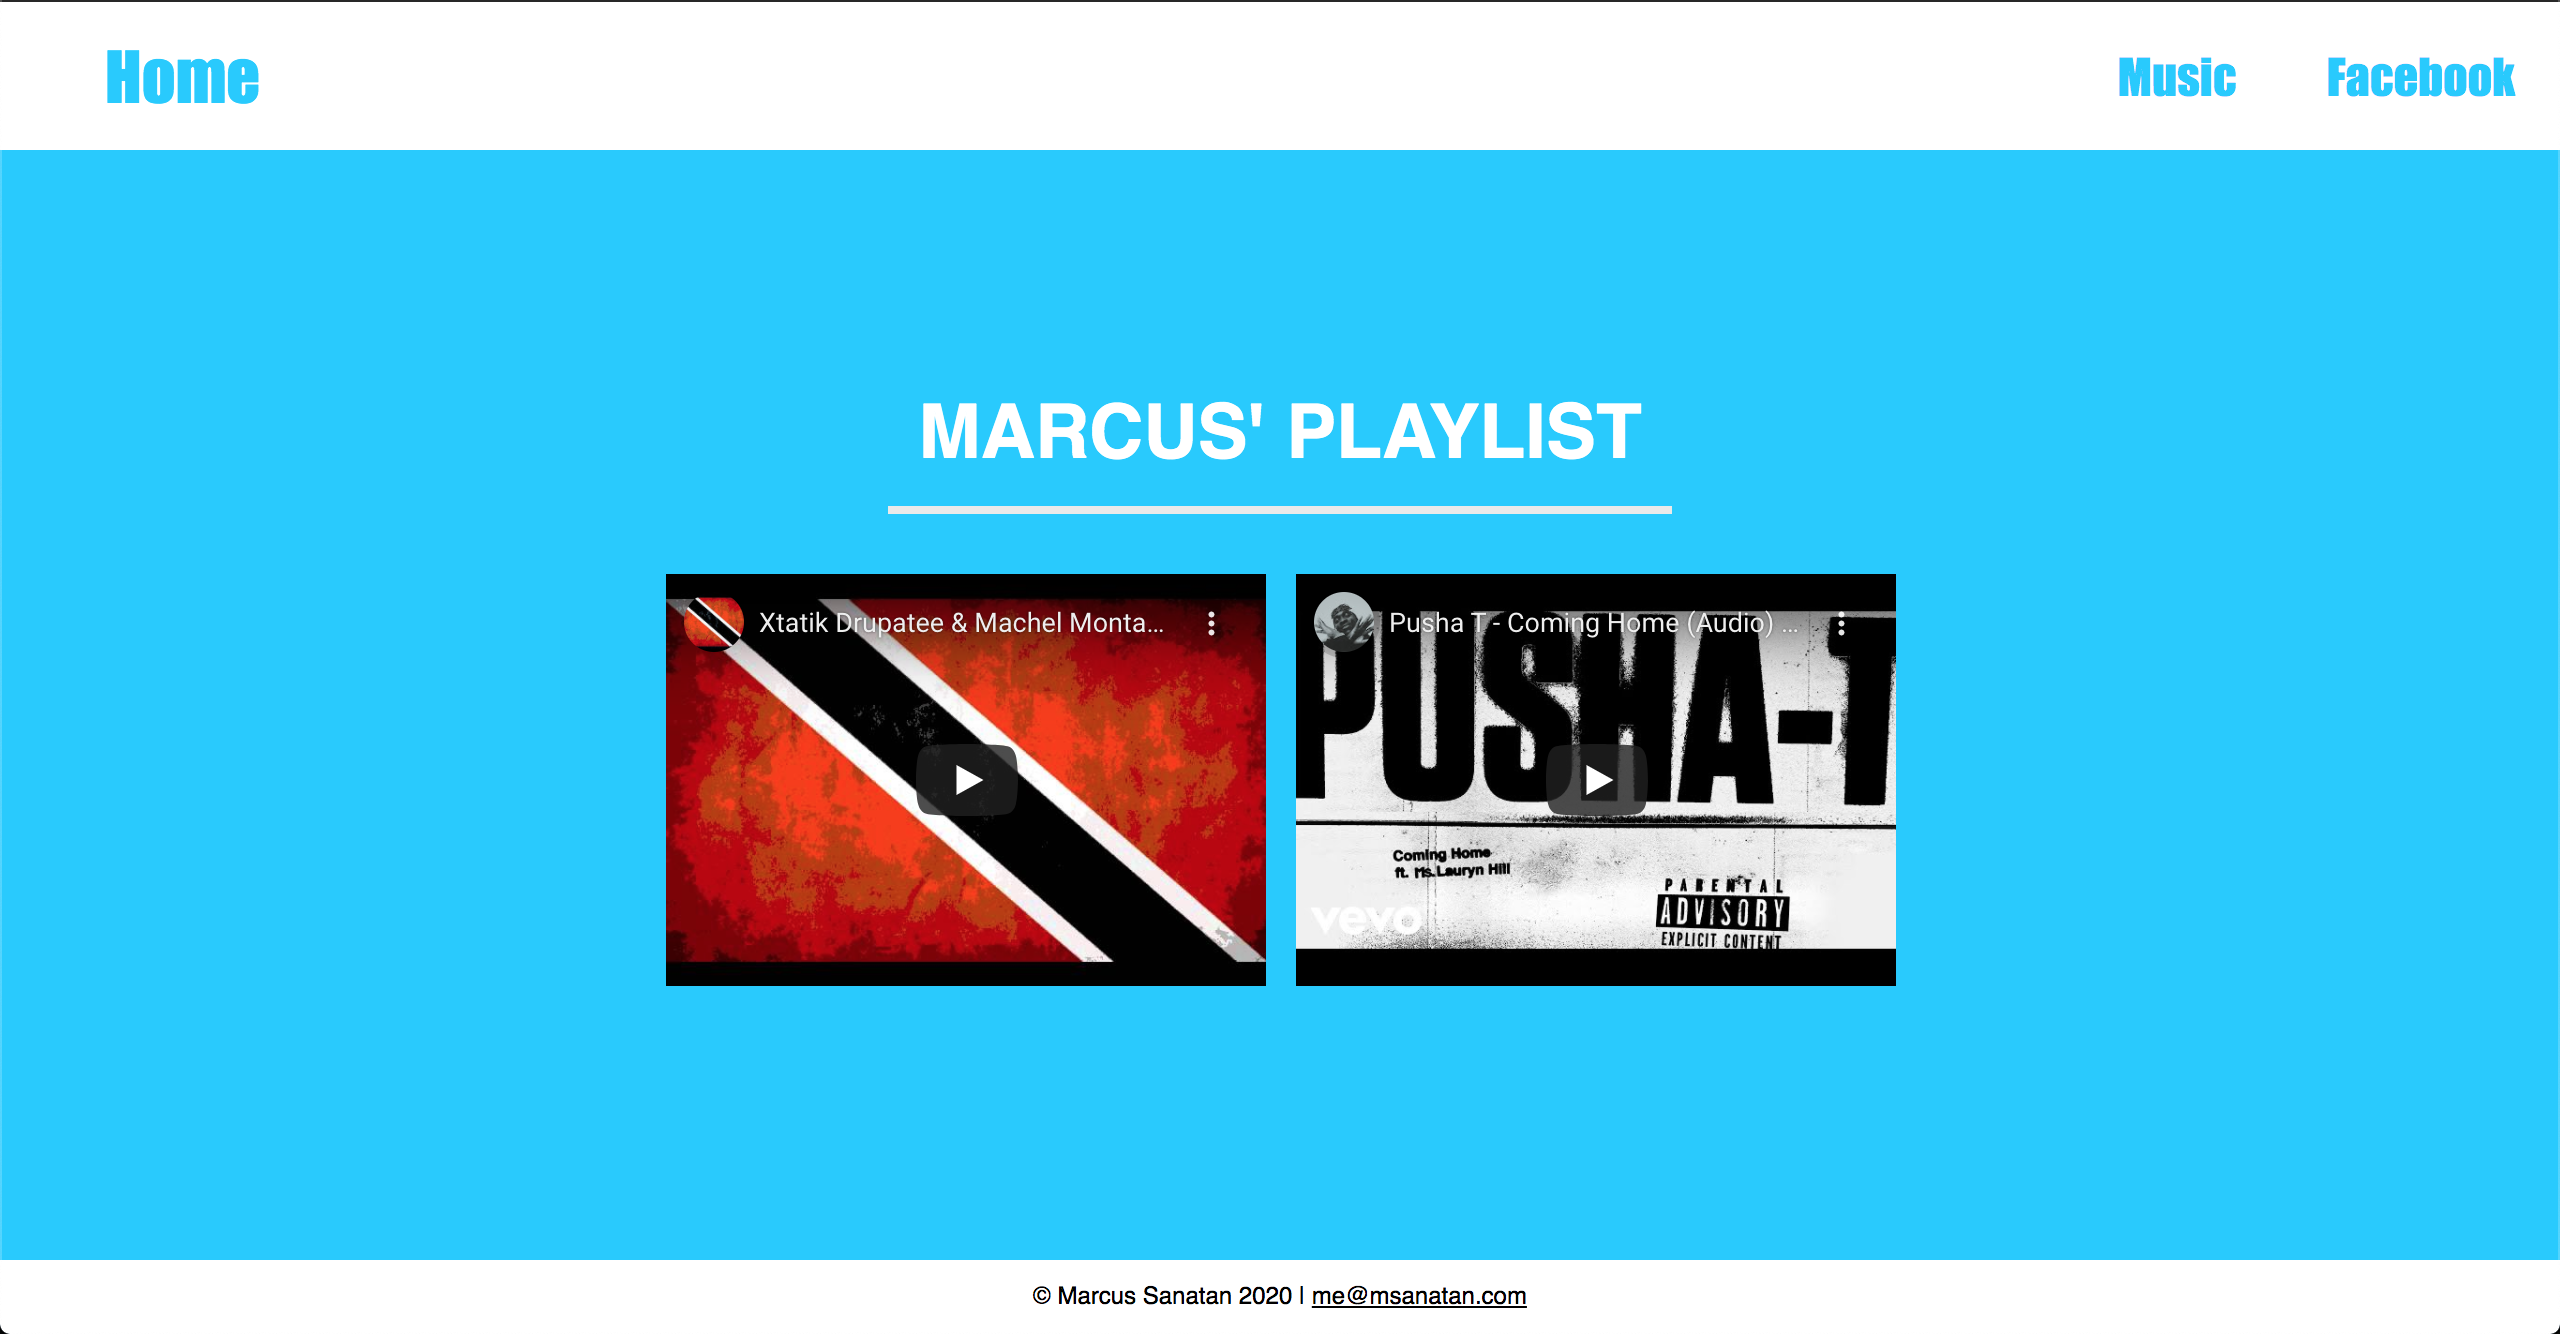 Home
Music
Facebook
MARCUS' PLAYLIST
Xtatik Drupatee & Machel Monta...
Pusha T - Coming Home (Audio) ...
PUSHA-T
Coming Home
ft. Ms. Lauryn Hill
vevo
PARENTAL
ADVISORY
EXPLICIT CONTENT
© Marcus Sanatan 2020 | me@msanatan.com